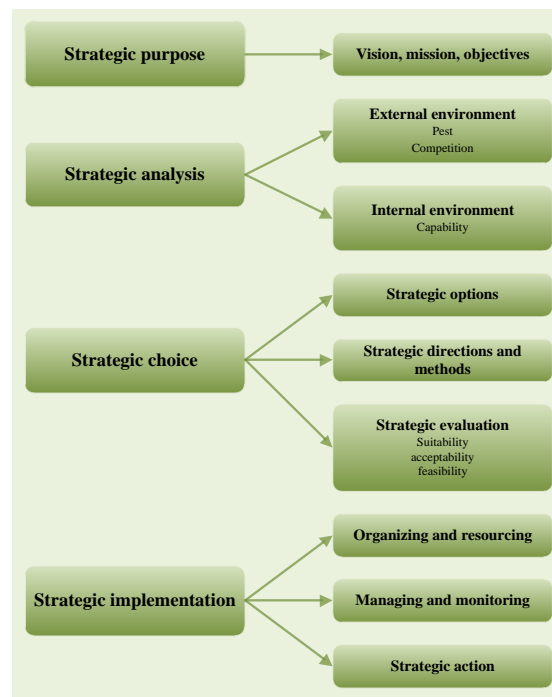 Strategic purpose
Vision, mission, objectives
Strategic analysis
External environment
Pest
Competition
Internal environment
Capability
Strategic choice
Strategic options
Strategic directions and
methods
Strategic evaluation
Suitability
acceptability
feasibility
Strategic implementation
Organizing and resourcing
Managing and monitoring
Strategic action